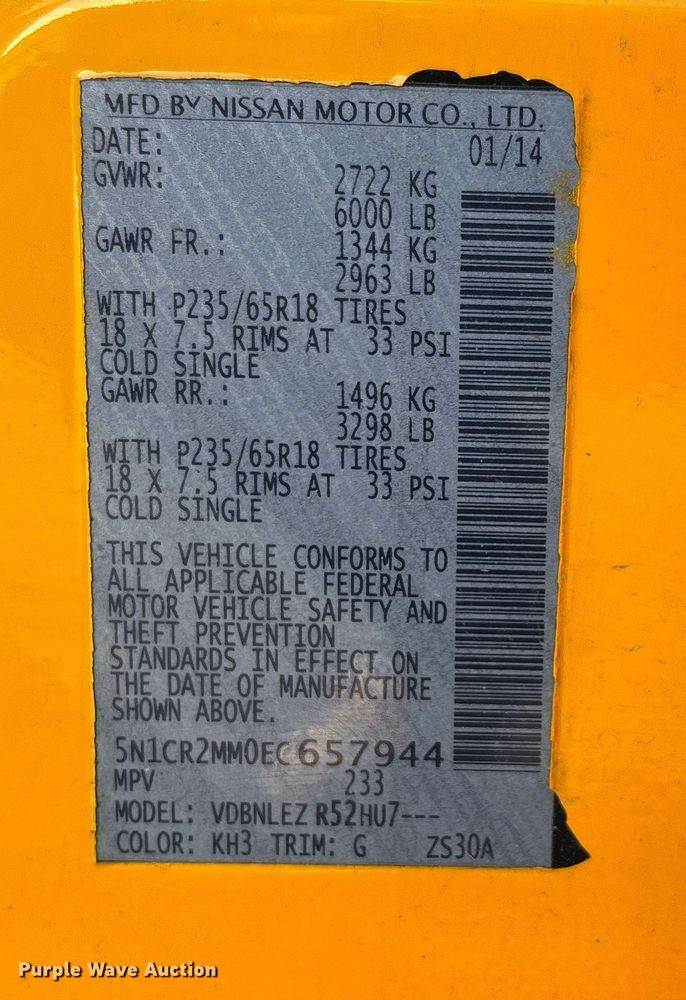 MFD BY NISSAN MOTOR CO., LTD.
DATE: 01/14
GVWR: 2722 KG
6000 LB
GAWR FR.: 1344 KG
2963 LB
WITH P235/65R18 TIRES
18 X 7.5 RIMS AT 33 PSI
COLD SINGLE
GAWR RR.: 1496 KG
3298 LB
WITH P235/65R18 TIRES
18 X 7.5 RIMS AT 33 PSI
COLD SINGLE
THIS VEHICLE CONFORMS TO
ALL APPLICABLE FEDERAL
MOTOR VEHICLE SAFETY AND
THEFT PREVENTION
STANDARDS IN EFFECT ON
THE DATE OF MANUFACTURE
SHOWN ABOVE.
5N1CR2MM0EC657944
MPV 233
MODEL: VDBNLEZ R52HU7---
COLOR: KH3 TRIM: G ZS30A
Purple Wave Auction